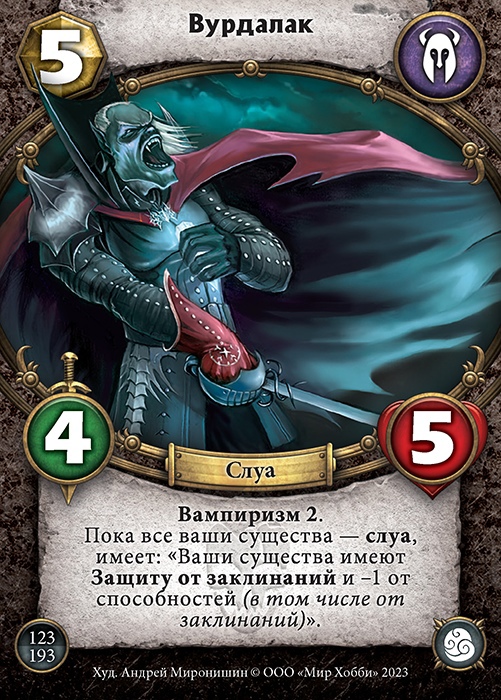 Вурдалак
5
4
5
Слуа
Вампиризм 2.
Пока все ваши существа — слуа,
имеет: «Ваши существа имеют
Защиту от заклинаний и –1 от
способностей (в том числе от
заклинаний)».
123
193
Худ. Андрей Миронишин © ООО «Мир Хобби» 2023